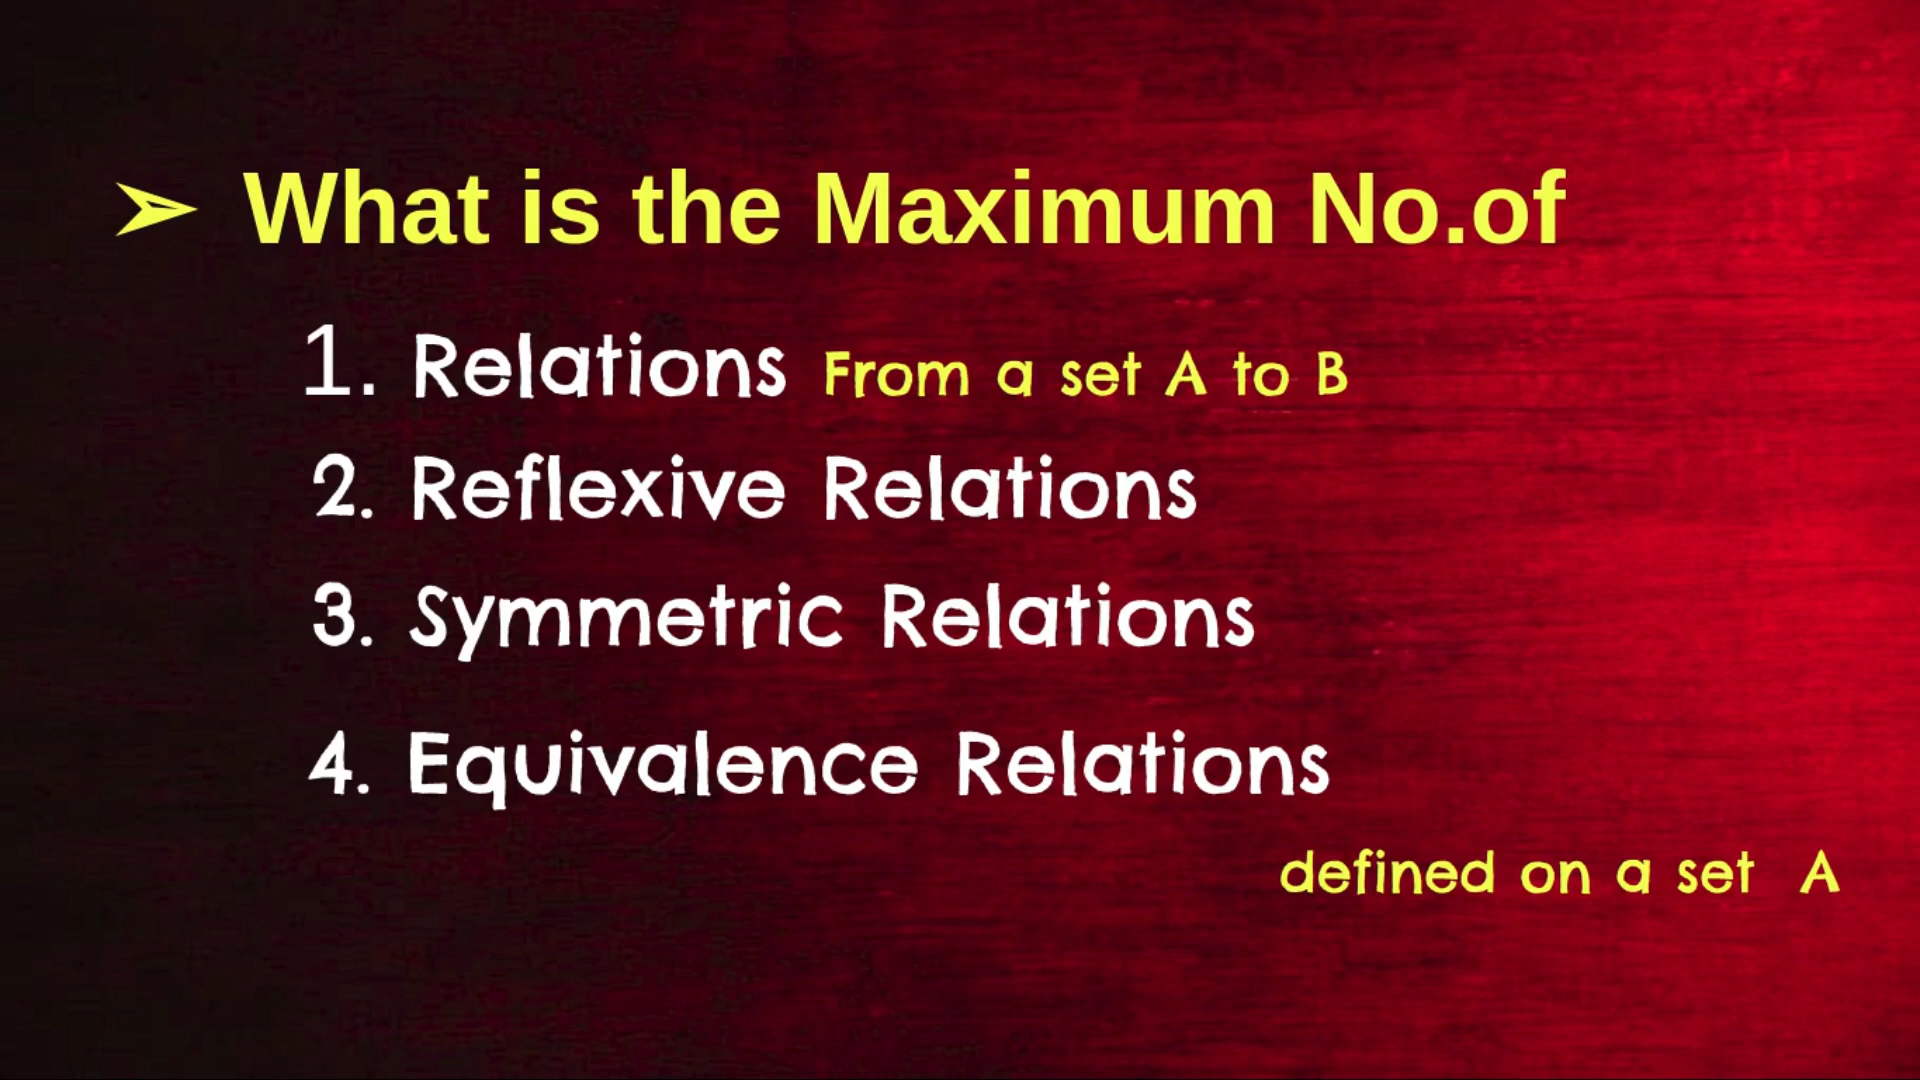 ➢ What is the Maximum No.of
1. Relations From a set A to B
2. Reflexive Relations
3. Symmetric Relations
4. Equivalence Relations
defined on a set A